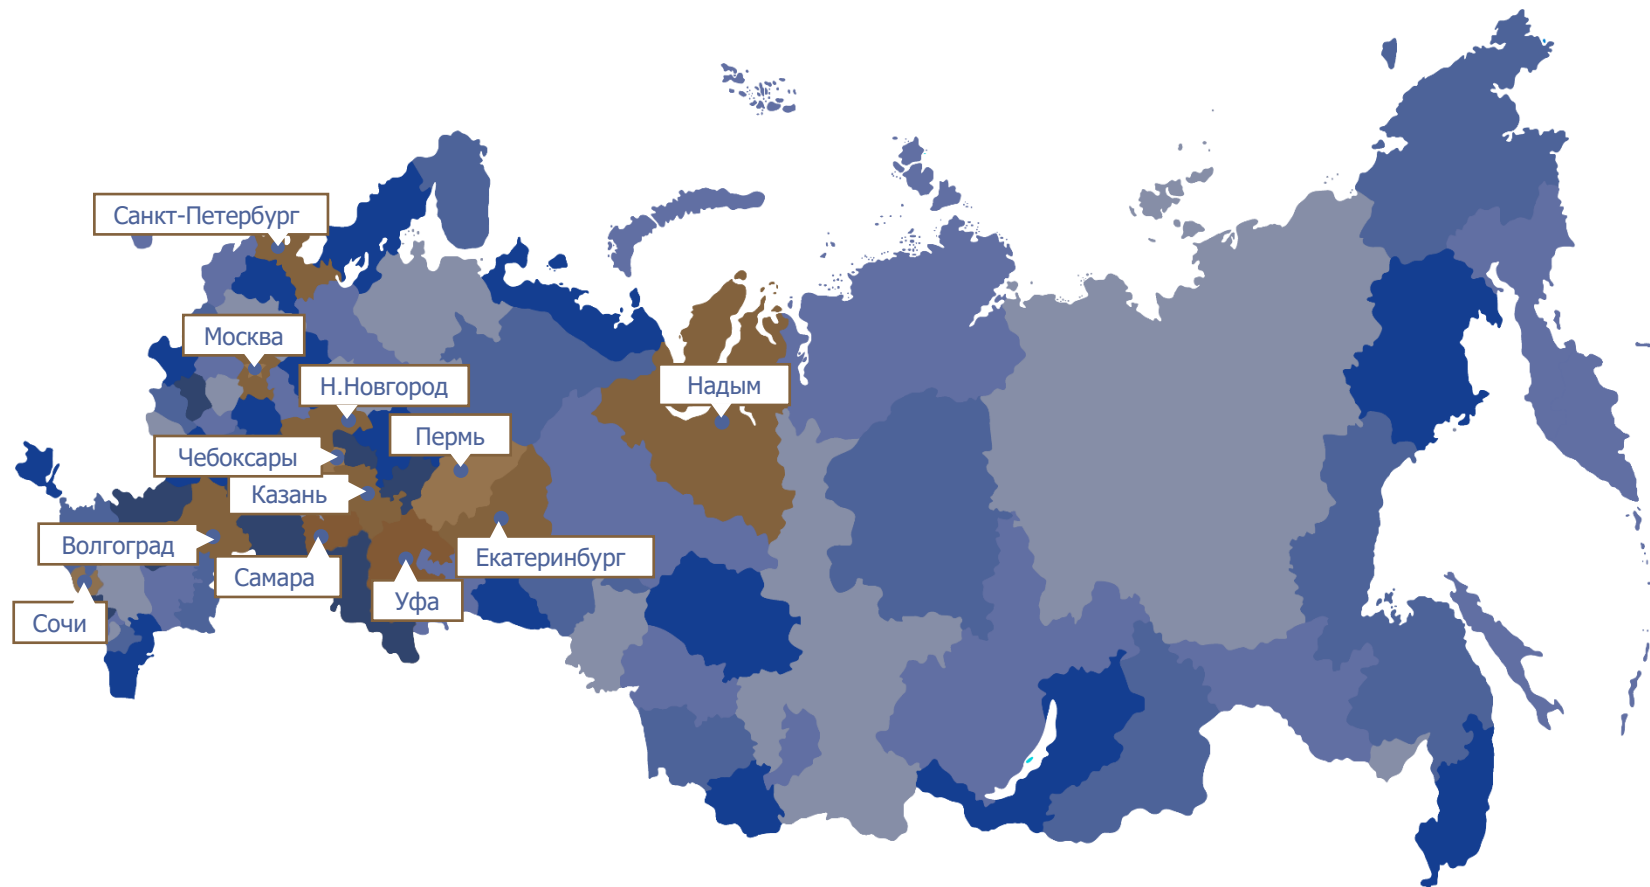 Санкт-Петербург
Москва
Н.Новгород
Надым
Пермь
Чебоксары
Казань
Волгоград
Екатеринбург
Самара
Уфа
Сочи